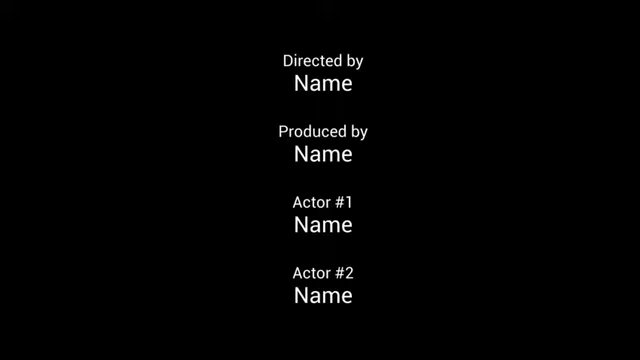 Directed by
Name
Produced by
Name
Actor #1
Name
Actor #2
Name